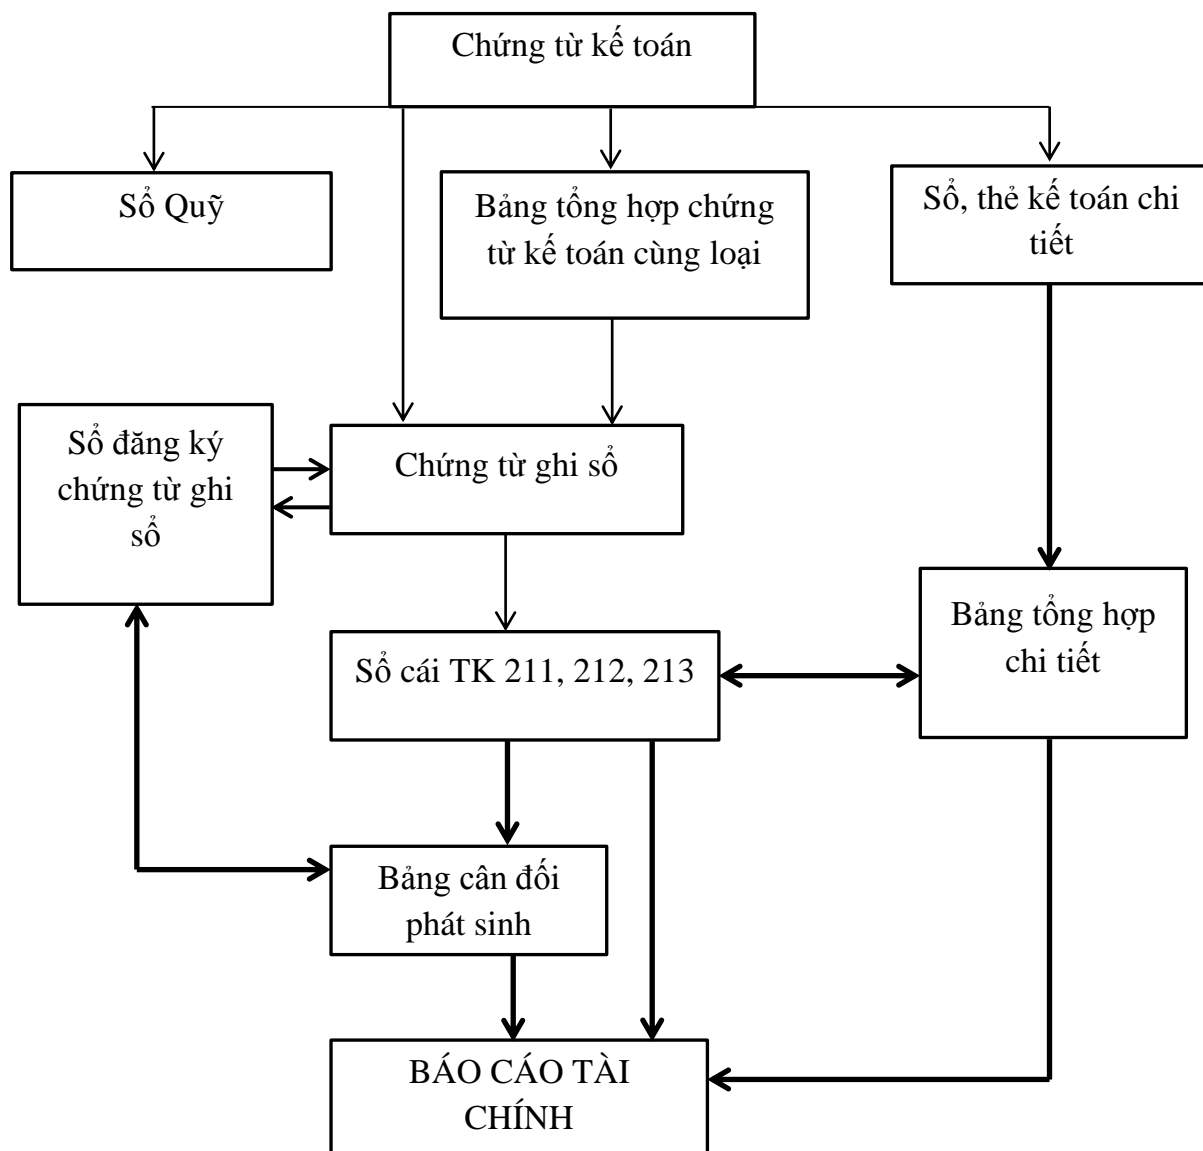 Chứng từ kế toán
Sổ Quỹ
Bảng tổng hợp chứng
từ kế toán cùng loại
Sổ, thẻ kế toán chi
tiết
Sổ đăng ký
chứng từ ghi
sổ
Chứng từ ghi sổ
Sổ cái TK 211, 212, 213
Bảng tổng hợp
chi tiết
Bảng cân đối
phát sinh
BÁO CÁO TÀI
CHÍNH